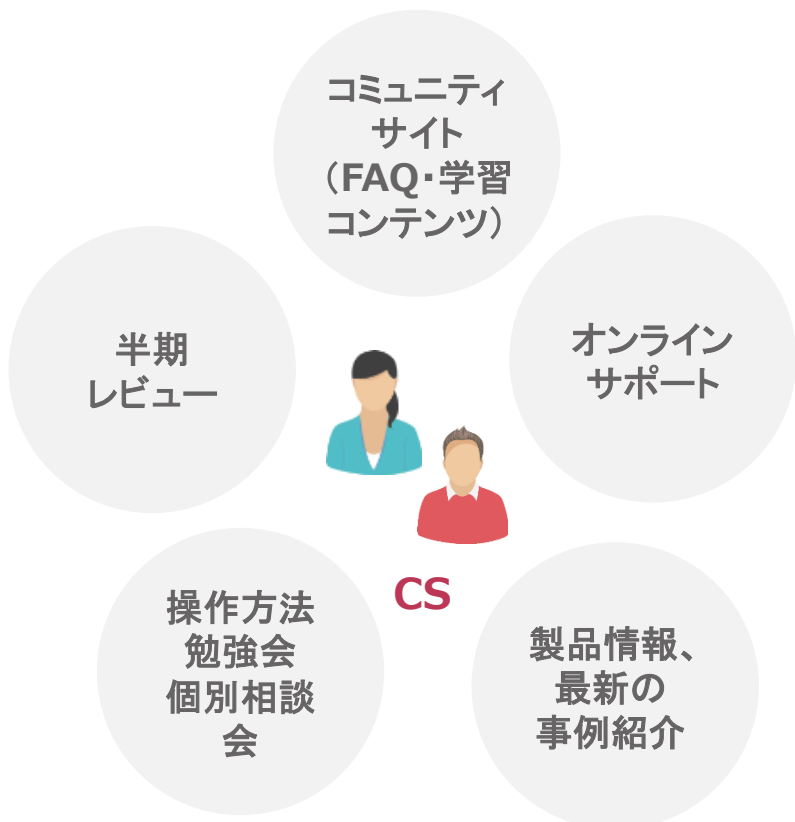 コミュニティ
サイト
（FAQ・学習
コンテンツ）
オンライン
サポート
半期
レビュー
CS
操作方法
勉強会
個別相談
会
製品情報、
最新の
事例紹介